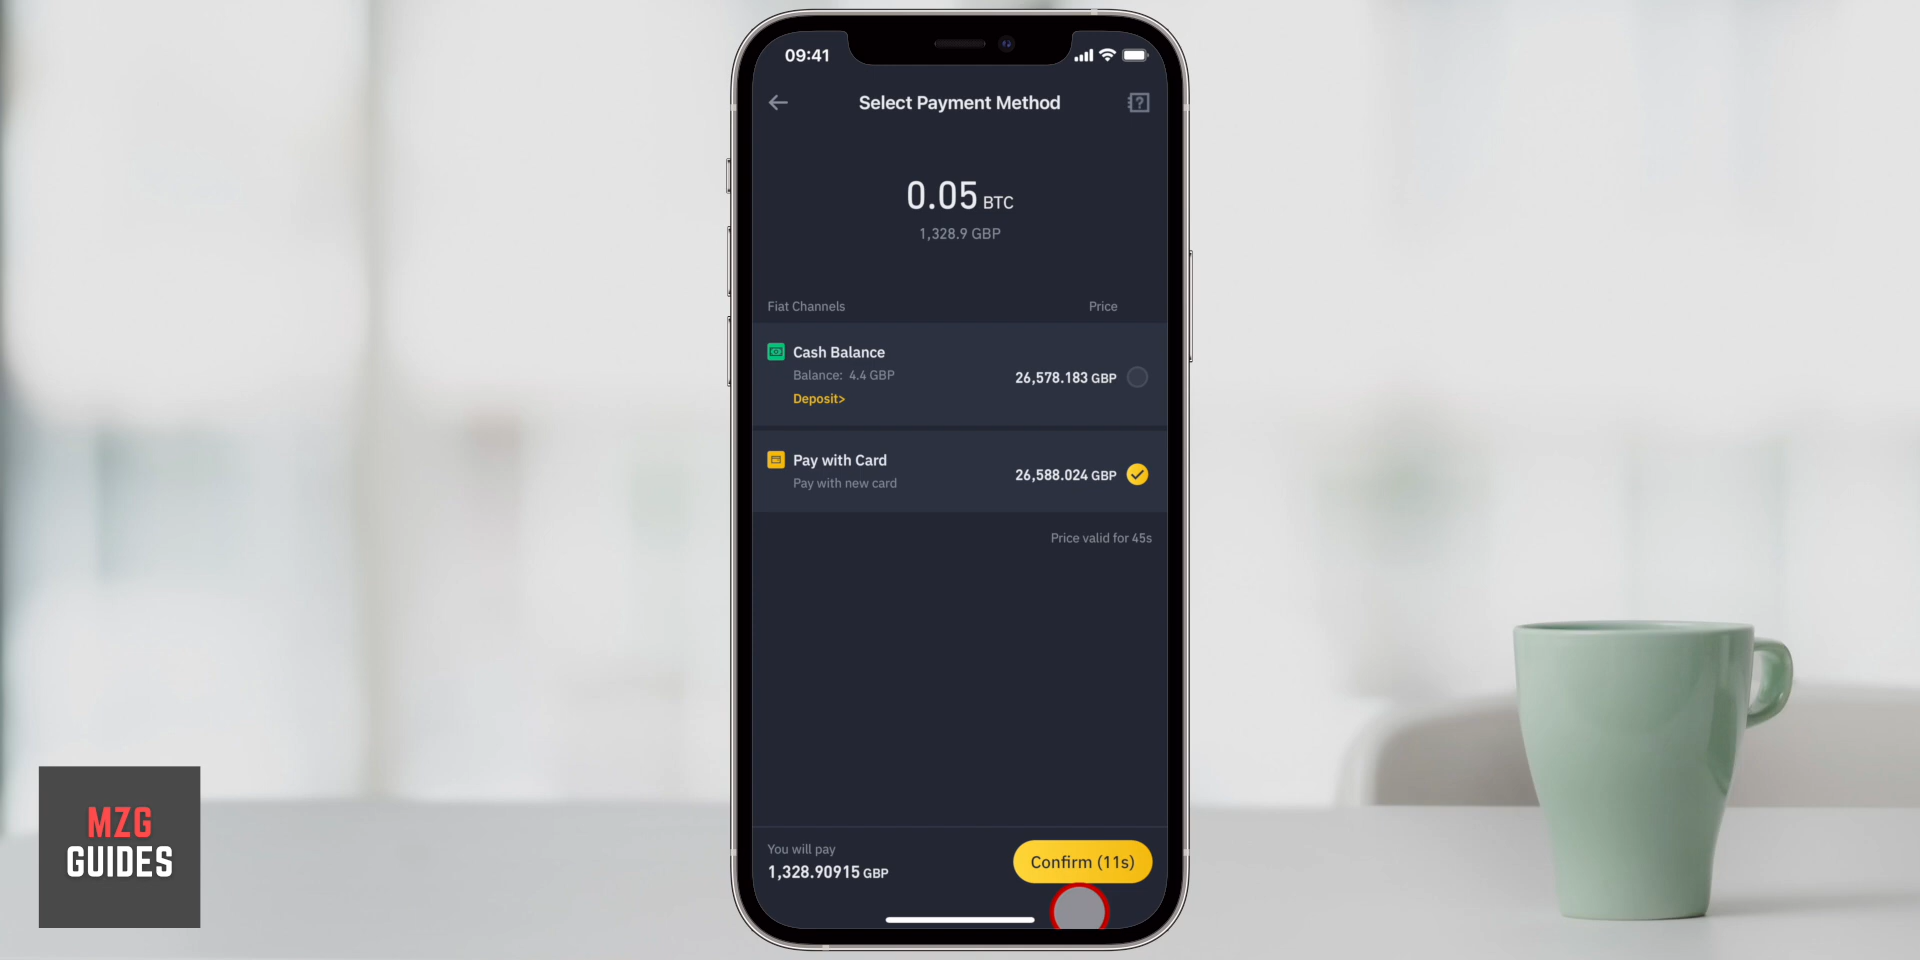 09:41
Select Payment Method
0.05 BTC
1,328.9 GBP
Fiat Channels Price
Cash Balance
Balance: 4.4 GBP
26,578.183 GBP
Deposit>
Pay with Card
26,588.024 GBP
Pay with new card
Price valid for 45s
You will pay
1,328.90915 GBP
Confirm (11s)
MZG
GUIDES